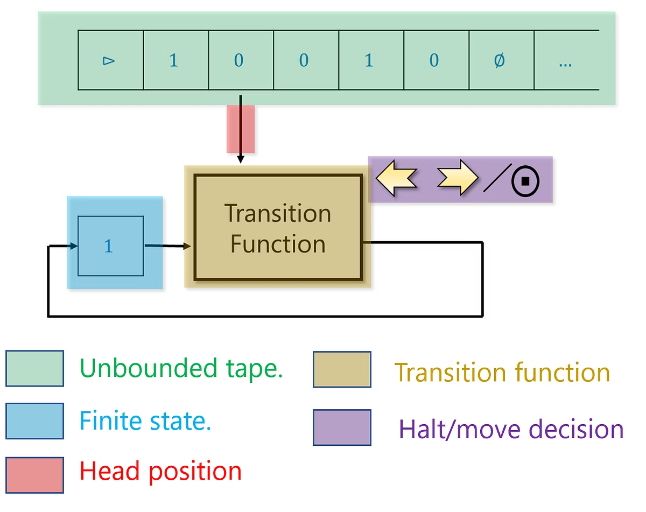 ▻ 1 0 0 1 0 ∅ ...
Transition
Function
1
Unbounded tape.
Transition function
Finite state.
Halt/move decision
Head position